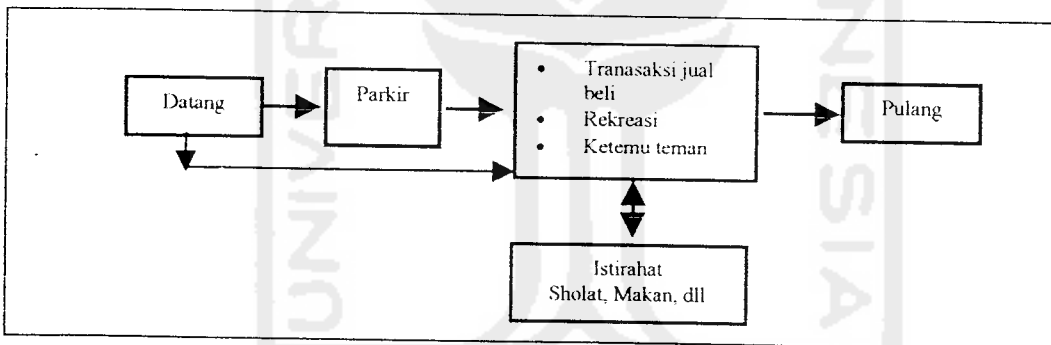 Datang
Parkir
• Tranasaksi jual
beli
• Rekreasi
• Ketemu teman
Pulang
Istirahat
Sholat, Makan, dll